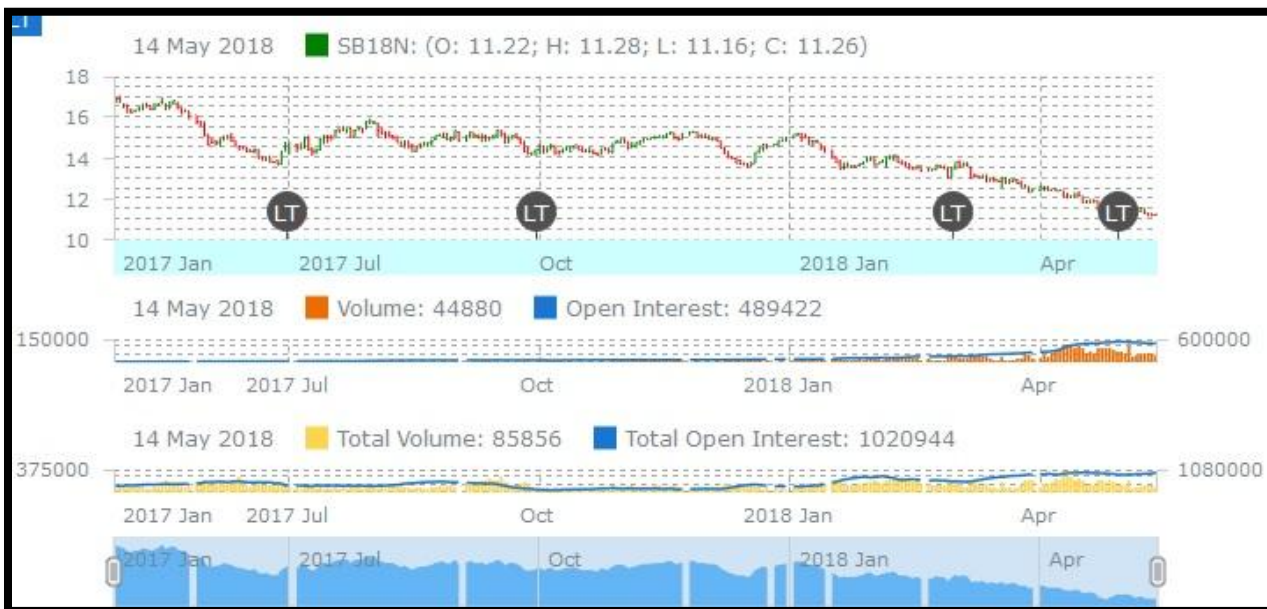 LT
14 May 2018 SB18N: (O: 11.22; H: 11.28; L: 11.16; C: 11.26)
18
16
14
12
10
LT LT LT LT
2017 Jan 2017 Jul Oct 2018 Jan Apr
14 May 2018 Volume: 44880 Open Interest: 489422
150000 600000
2017 Jan 2017 Jul Oct 2018 Jan Apr
14 May 2018 Total Volume: 85856 Total Open Interest: 1020944
375000 1080000
2017 Jan 2017 Jul Oct 2018 Jan Apr
2017 Jan 2017 Jul Oct 2018 Jan Apr